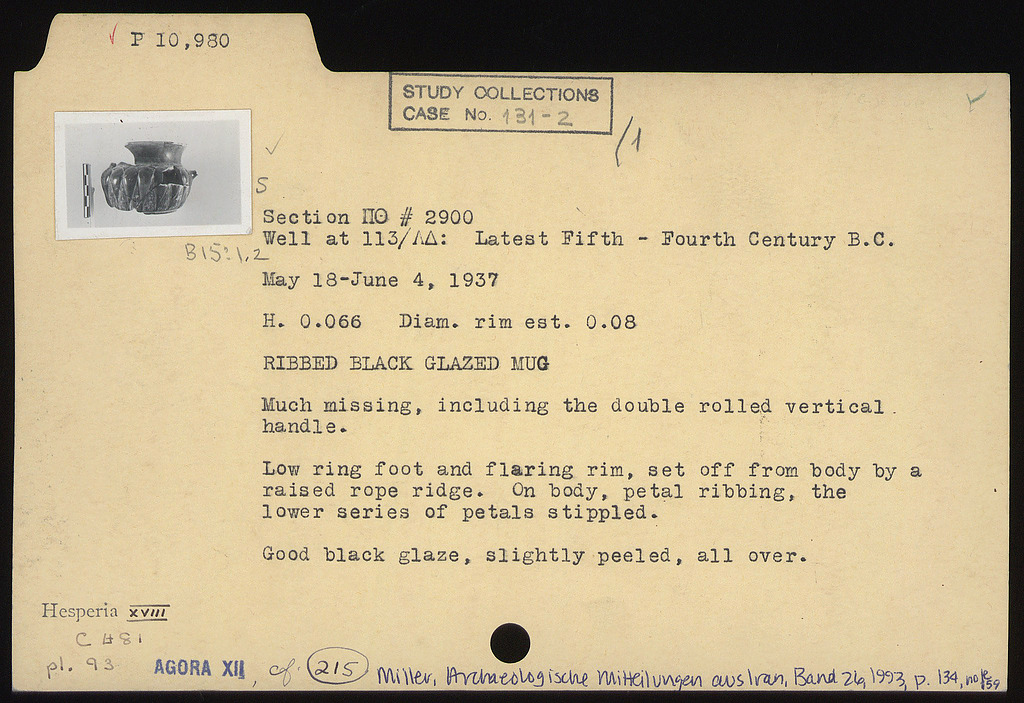 P 10,980
STUDY COLLECTIONS
CASE No. 131-2
S
Section ΠΘ # 2900
B15:1,2
Well at 113/ΛΔ: Latest Fifth - Fourth Century B.C.
May 18-June 4, 1937
H. 0.066 Diam. rim est. 0.08
RIBBED BLACK GLAZED MUG
Much missing, including the double rolled vertical
handle.
Low ring foot and flaring rim, set off from body by a
raised rope ridge. On body, petal ribbing, the
lower series of petals stippled.
Good black glaze, slightly peeled, all over.
Hesperia XVIII
pl. 93
AGORA XII, cf. 215 Miller, Archaeologische Mitteilungen aus Iran, Band 26, 1993, p. 134, note 159